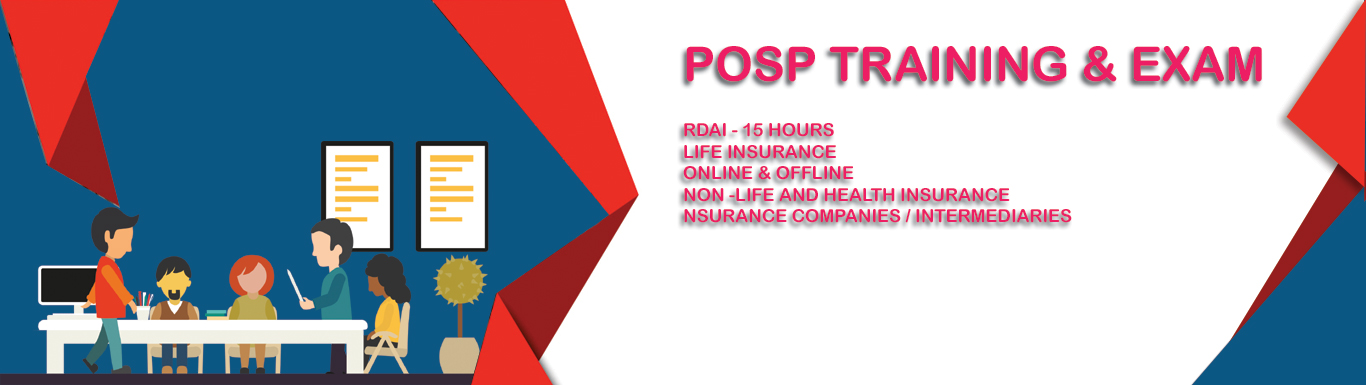 POSP TRAINING & EXAM
RDAI - 15 HOURS
LIFE INSURANCE
ONLINE & OFFLINE
NON -LIFE AND HEALTH INSURANCE
NSURANCE COMPANIES / INTERMEDIARIES